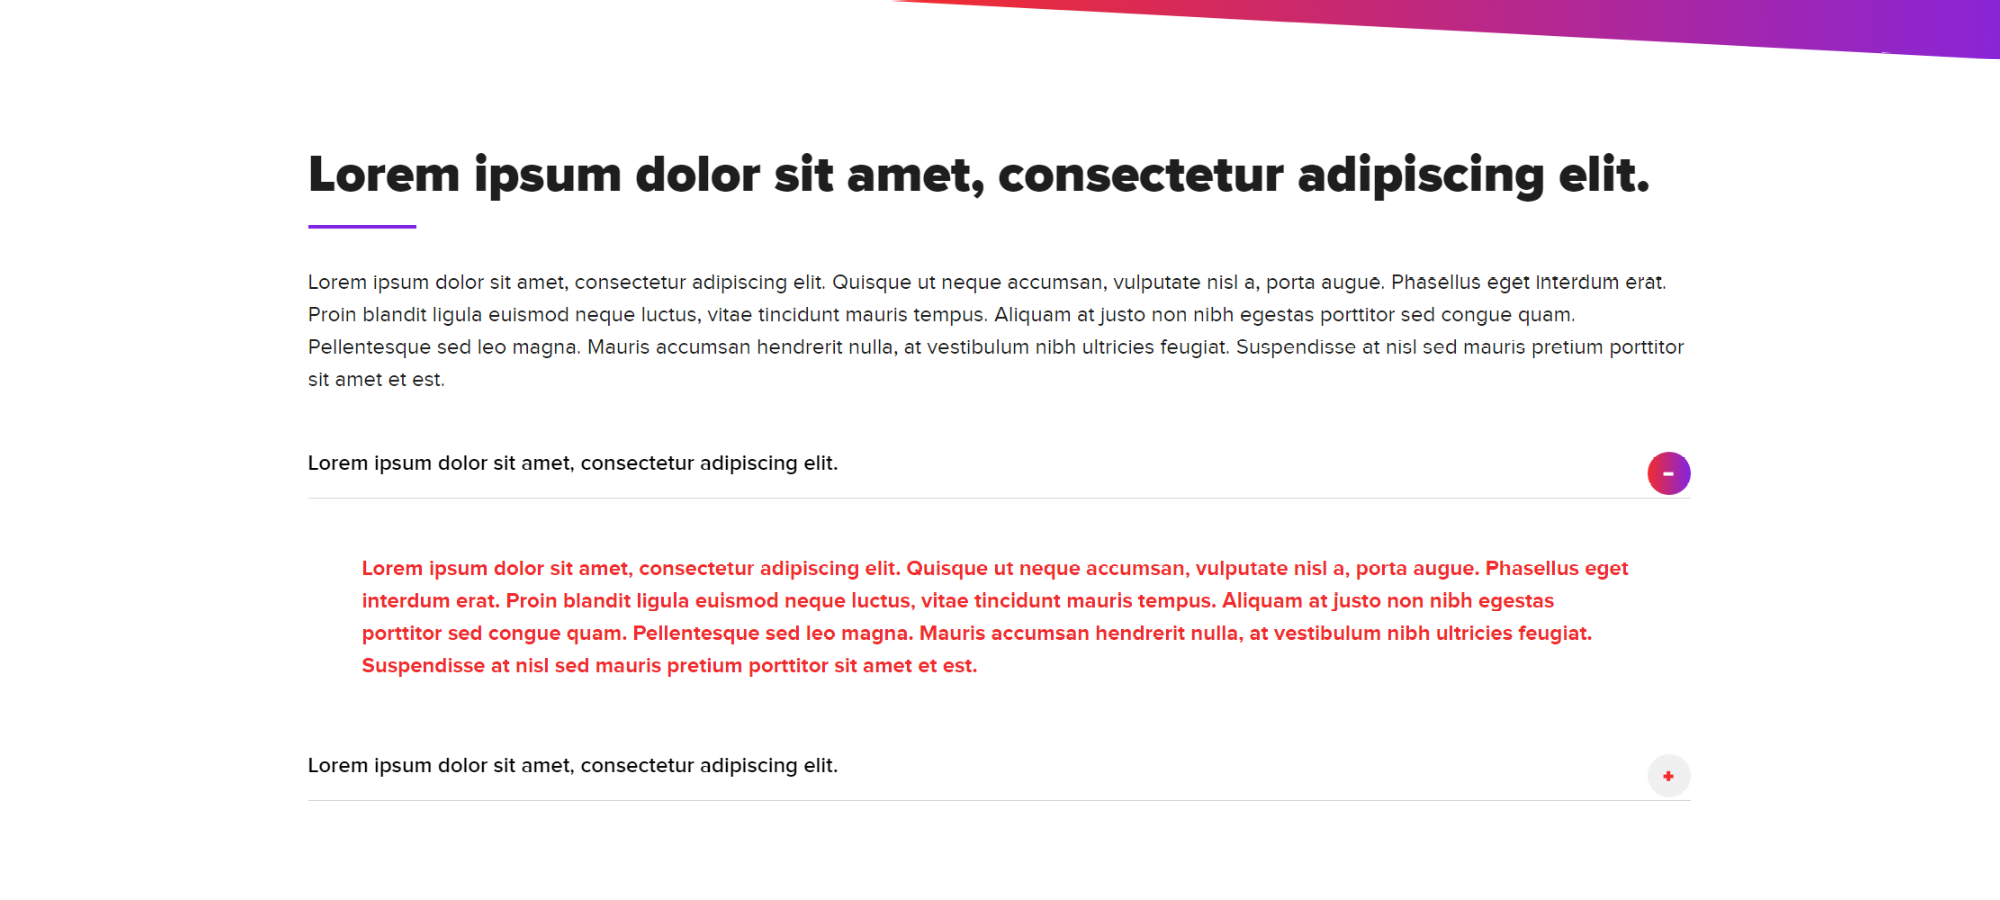 Lorem ipsum dolor sit amet, consectetur adipiscing elit.
Lorem ipsum dolor sit amet, consectetur adipiscing elit. Quisque ut neque accumsan, vulputate nisl a, porta augue. Phasellus eget interdum erat.
Proin blandit ligula euismod neque luctus, vitae tincidunt mauris tempus. Aliquam at justo non nibh egestas porttitor sed congue quam.
Pellentesque sed leo magna. Mauris accumsan hendrerit nulla, at vestibulum nibh ultricies feugiat. Suspendisse at nisl sed mauris pretium porttitor
sit amet et est.
Lorem ipsum dolor sit amet, consectetur adipiscing elit.
Lorem ipsum dolor sit amet, consectetur adipiscing elit. Quisque ut neque accumsan, vulputate nisl a, porta augue. Phasellus eget
interdum erat. Proin blandit ligula euismod neque luctus, vitae tincidunt mauris tempus. Aliquam at justo non nibh egestas
porttitor sed congue quam. Pellentesque sed leo magna. Mauris accumsan hendrerit nulla, at vestibulum nibh ultricies feugiat.
Suspendisse at nisl sed mauris pretium porttitor sit amet et est.
Lorem ipsum dolor sit amet, consectetur adipiscing elit.